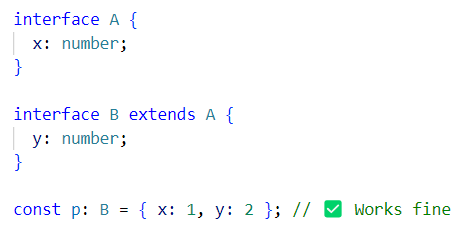 interface A {
  x: number;
}

interface B extends A {
  y: number;
}

const p: B = { x: 1, y: 2 }; // ✅ Works fine